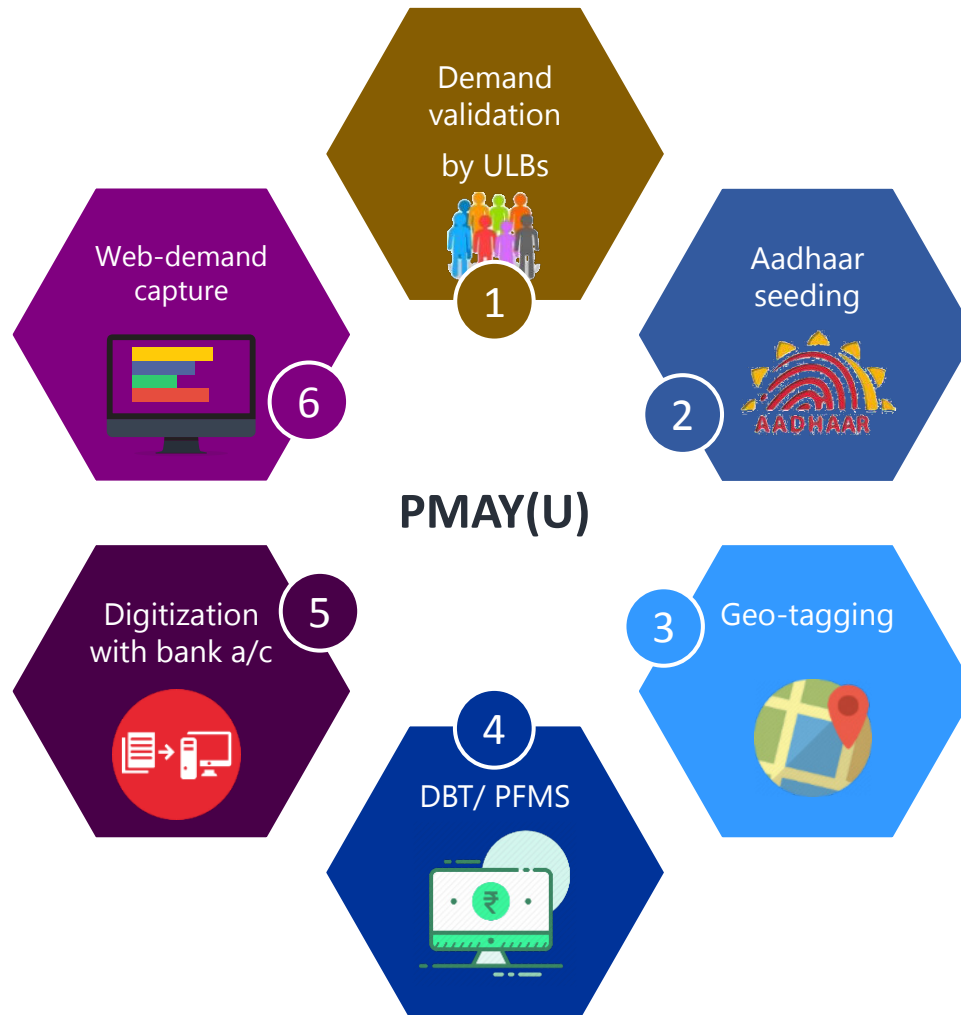 Demand
validation
by ULBs
1
Aadhaar
seeding
AADHAAR
2
Geo-tagging
3
4
DBT/ PFMS
₹
5
Digitization
with bank a/c
Web-demand
capture
6
PMAY(U)